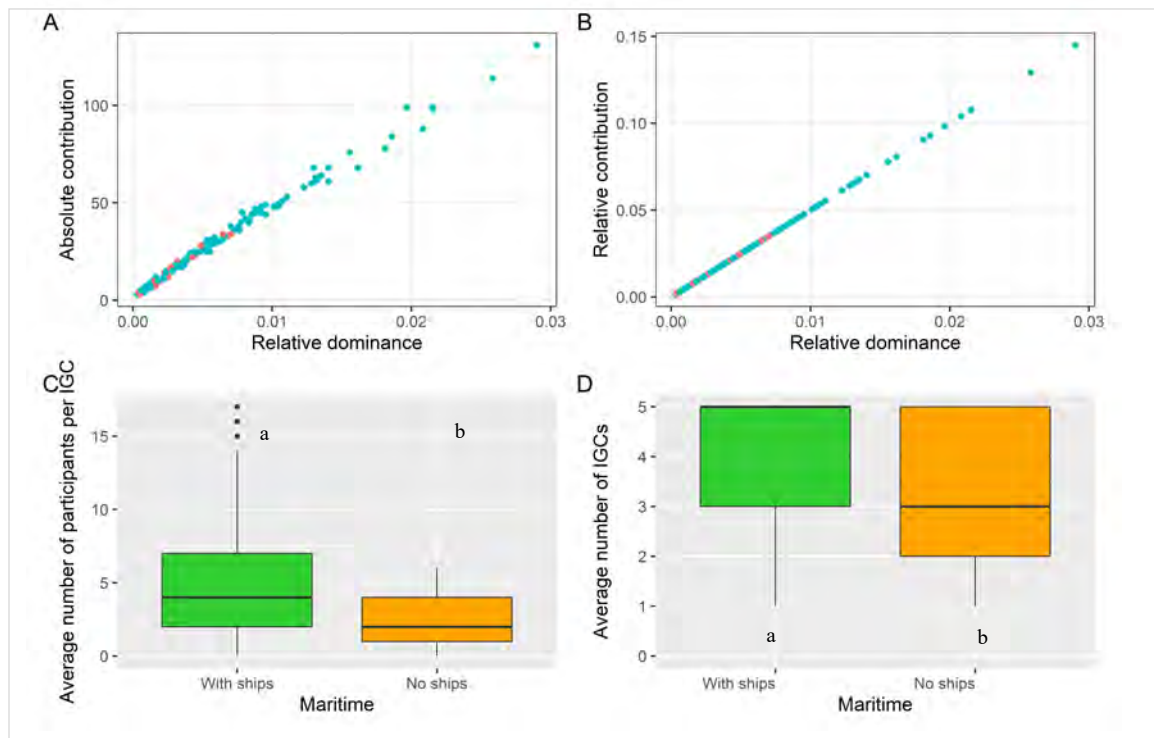 A
Absolute contribution
100
50
0
0.00 0.01 0.02 0.03
Relative dominance
B
Relative contribution
0.15
0.10
0.05
0.00
0.00 0.01 0.02 0.03
Relative dominance
C
Average number of participants per IGC
15
10
5
0
a
b
With ships No ships
Maritime
D
Average number of IGCs
5
4
3
2
1
0
a
b
With ships No ships
Maritime